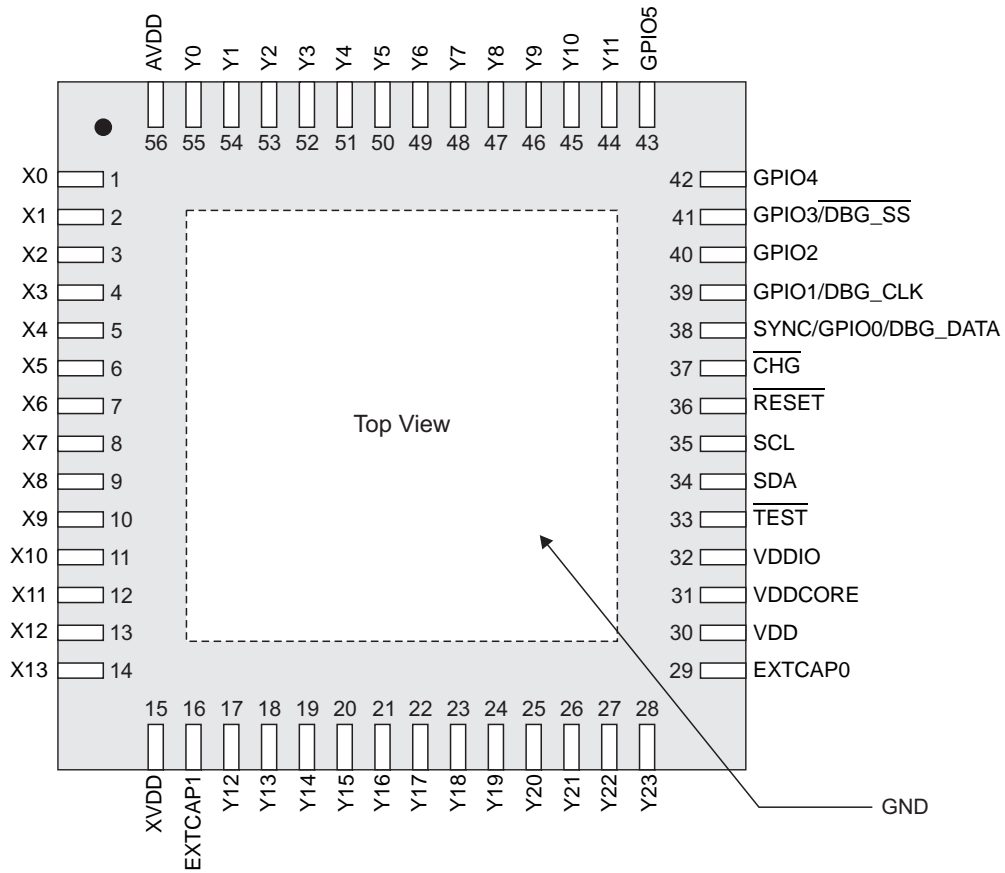 AVDD Y0 Y1 Y2 Y3 Y4 Y5 Y6 Y7 Y8 Y9 Y10 Y11 GPIO5
56 55 54 53 52 51 50 49 48 47 46 45 44 43
X0 1 42 GPIO4
X1 2 41 GPIO3/DBG_SS
X2 3 40 GPIO2
X3 4 39 GPIO1/DBG_CLK
X4 5 38 SYNC/GPIO0/DBG_DATA
X5 6 37 CHG
X6 7 36 RESET
Top View
X7 8 35 SCL
X8 9 34 SDA
X9 10 33 TEST
X10 11 32 VDDIO
X11 12 31 VDDCORE
X12 13 30 VDD
X13 14 29 EXTCAP0
15 16 17 18 19 20 21 22 23 24 25 26 27 28
XVDD EXTCAP1 Y12 Y13 Y14 Y15 Y16 Y17 Y18 Y19 Y20 Y21 Y22 Y23
GND